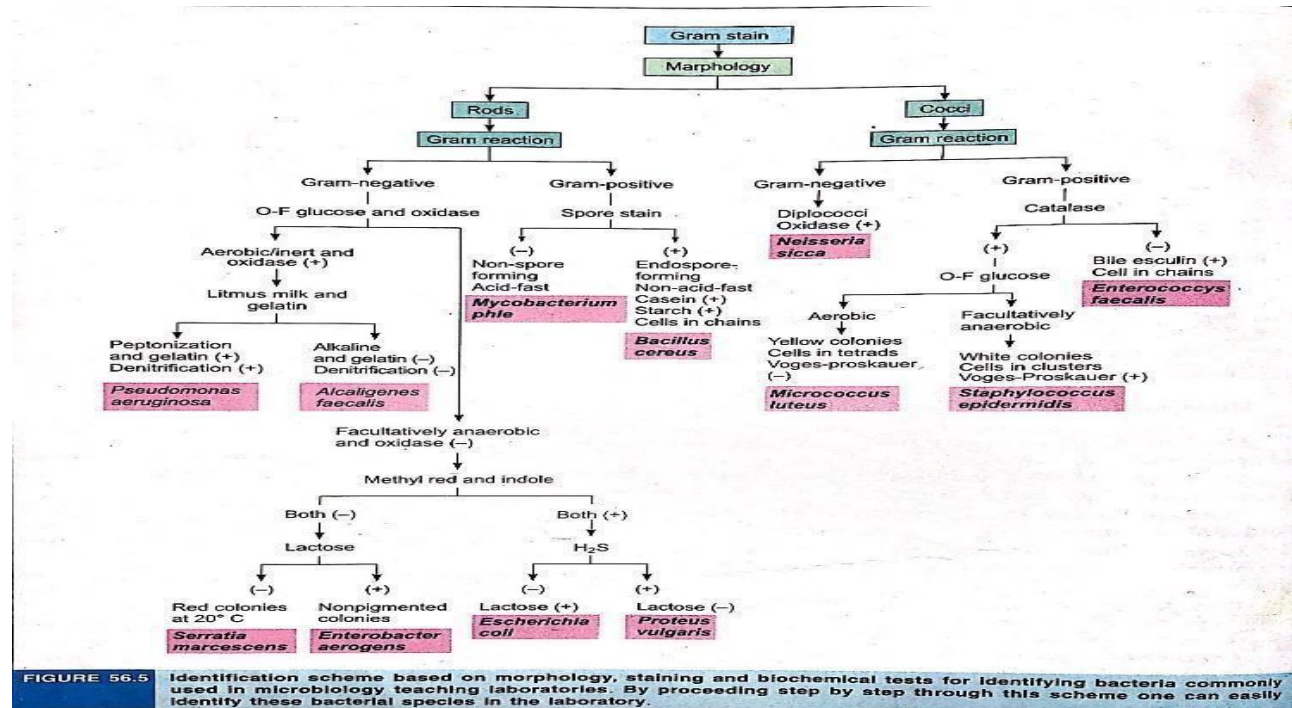 Gram stain
Marphology
Rods
Cocci
Gram reaction
Gram reaction
Gram-negative
Gram-positive
Gram-negative
Gram-positive
O-F glucose and oxidase
Spore stain
Diplococci
Oxidase (+)
Neisseria
sicca
Catalase
Aerobic/inert and
oxidase (+)
(–)
Non-spore
forming
Acid-fast
Mycobacterium
phle
(+)
Endospore-
forming
Non-acid-fast
Casein (+)
Starch (+)
Cells in chains
Bacillus
cereus
(+)
O-F glucose
(–)
Bile esculin (+)
Cell in chains
Enterococcys
faecalis
Litmus milk and
gelatin
Aerobic
Yellow colonies
Cells in tetrads
Voges-proskauer
(–)
Micrococcus
luteus
Facultatively
anaerobic
White colonies
Cells in clusters
Voges-Proskauer (+)
Staphylococcus
epidermidis
Peptonization
and gelatin (+)
Denitrification (+)
Pseudomonas
aeruginosa
Alkaline
and gelatin (–)
Denitrification (–)
Alcaligenes
faecalis
Facultatively anaerobic
and oxidase (–)
Methyl red and indole
Both (–)
Both (+)
Lactose
H₂S
(–)
Red colonies
at 20° C
Serratia
marcescens
(+)
Nonpigmented
colonies
Enterobacter
aerogens
(–)
Lactose (+)
Escherichia
coli
(+)
Lactose (–)
Proteus
vulgaris
FIGURE 56.5 Identification scheme based on morphology, staining and biochemical tests for identifying bacteria commonly
used in microbiology teaching laboratories. By proceeding step by step through this scheme one can easily
identify these bacterial species in the laboratory.